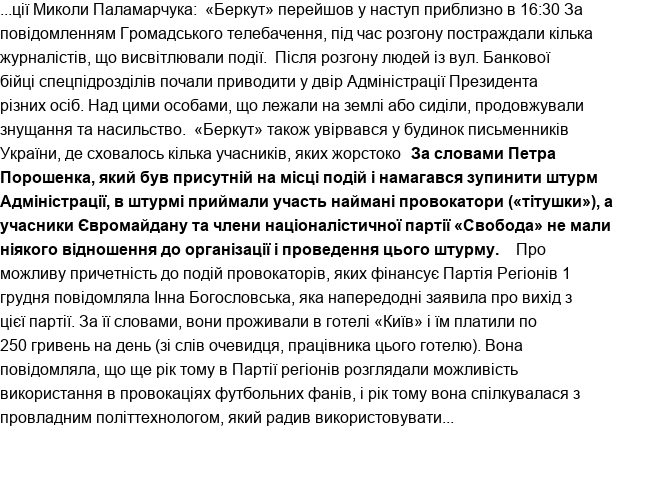 ...ції Миколи Паламарчука: «Беркут» перейшов у наступ приблизно в 16:30 За
повідомленням Громадського телебачення, під час розгону постраждали кілька
журналістів, що висвітлювали події. Після розгону людей із вул. Банкової
бійці спецпідрозділів почали приводити у двір Адміністрації Президента
різних осіб. Над цими особами, що лежали на землі або сиділи, продовжували
знущання та насильство. «Беркут» також увірвався у будинок письменників
України, де сховалось кілька учасників, яких жорстоко За словами Петра
Порошенка, який був присутній на місці подій і намагався зупинити штурм
Адміністрації, в штурмі приймали участь наймані провокатори («тітушки»), а
учасники Євромайдану та члени націоналістичної партії «Свобода» не мали
ніякого відношення до організації і проведення цього штурму. Про
можливу причетність до подій провокаторів, яких фінансує Партія Регіонів 1
грудня повідомляла Інна Богословська, яка напередодні заявила про вихід з
цієї партії. За її словами, вони проживали в готелі «Київ» і їм платили по
250 гривень на день (зі слів очевидця, працівника цього готелю). Вона
повідомляла, що ще рік тому в Партії регіонів розглядали можливість
використання в провокаціях футбольних фанів, і рік тому вона спілкувалася з
провладним політтехнологом, який радив використовувати...